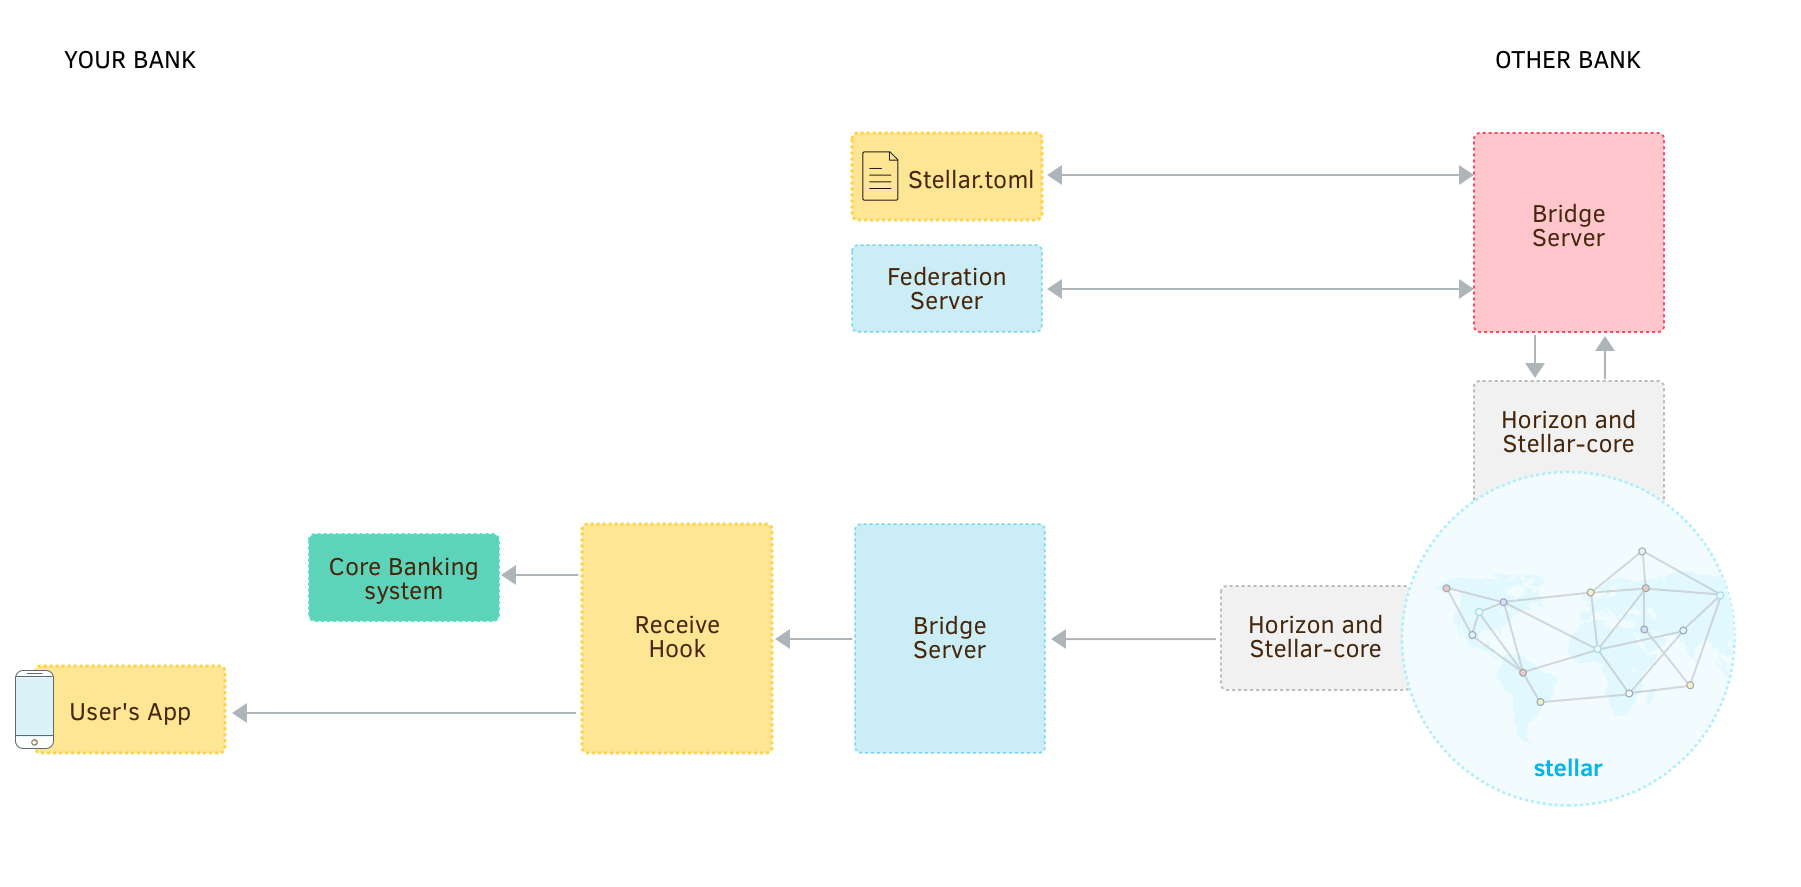 YOUR BANK
OTHER BANK
Stellar.toml
Bridge
Server
Federation
Server
Horizon and
Stellar-core
Core Banking
system
Receive
Hook
Bridge
Server
Horizon and
Stellar-core
User's App
stellar